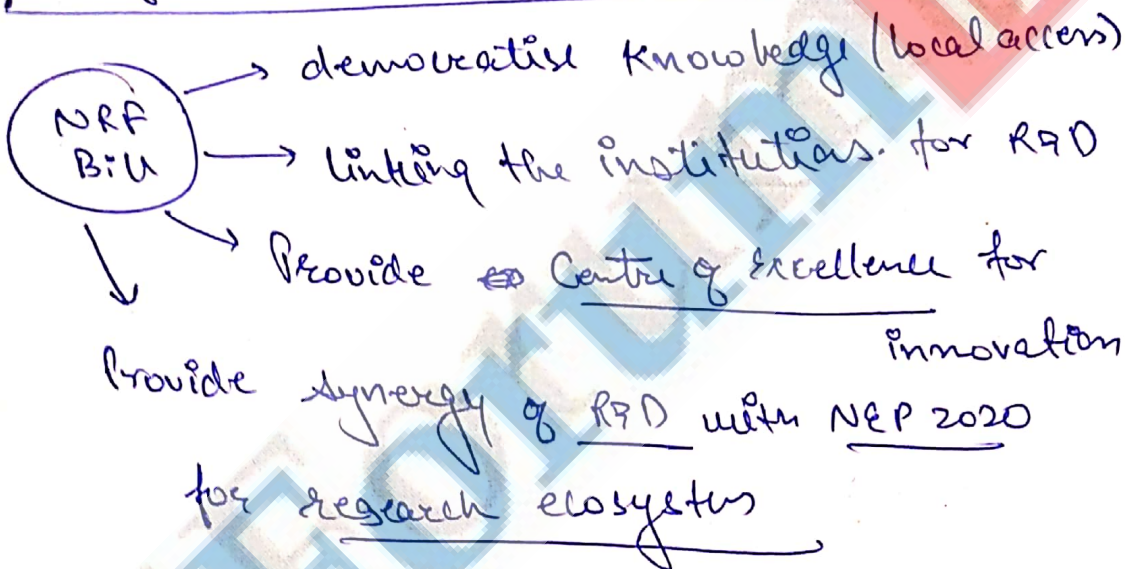 NRF
Bill
democratise knowledge (local access)
linking the institutions. for R&D
Provide Centre of Excellence for
innovation
Provide synergy of R&D with NEP 2020
for research ecosystem
Forum